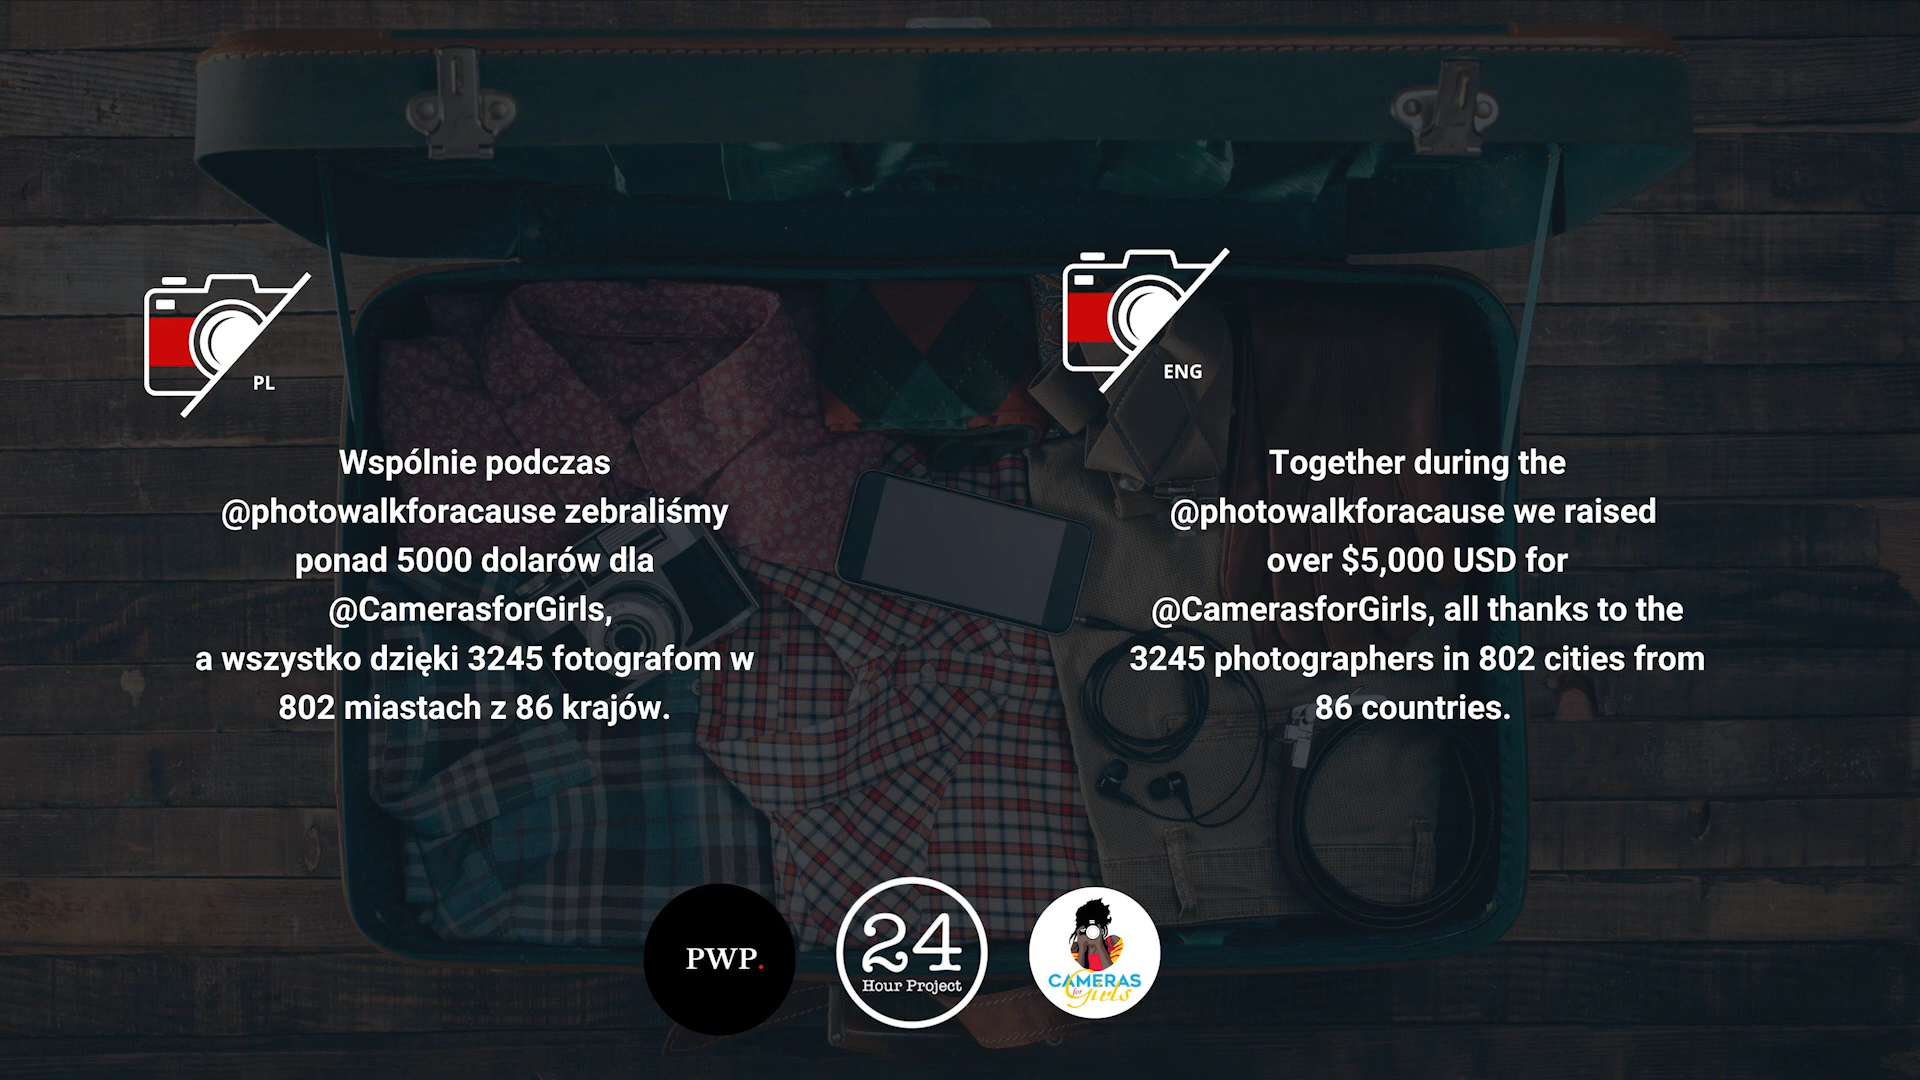 PL
Wspólnie podczas
@photowalkforacause zebraliśmy
ponad 5000 dolarów dla
@CamerasforGirls,
a wszystko dzięki 3245 fotografom w
802 miastach z 86 krajów.
ENG
Together during the
@photowalkforacause we raised
over $5,000 USD for
@CamerasforGirls, all thanks to the
3245 photographers in 802 cities from
86 countries.
PWP.
24
Hour Project
CAMERAS
for Girls